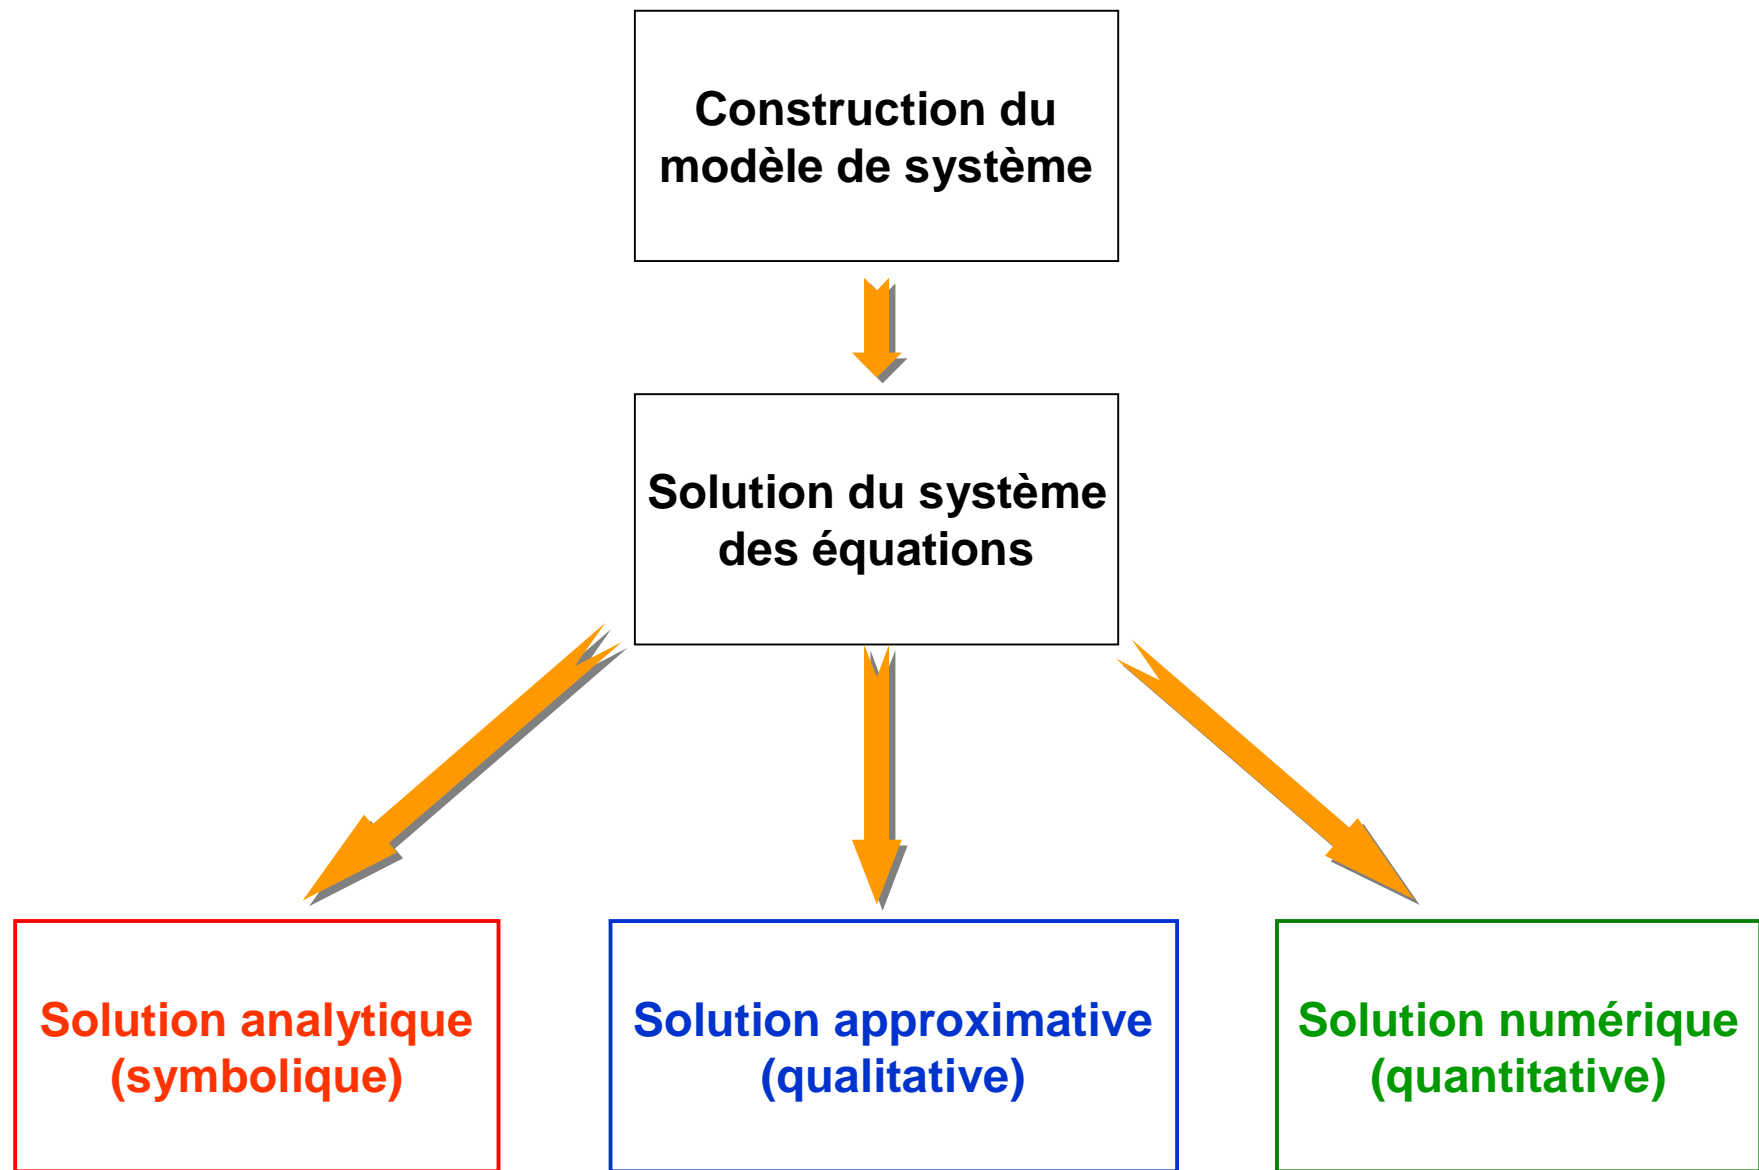 Construction du
modèle de système
Solution du système
des équations
Solution analytique
(symbolique)
Solution approximative
(qualitative)
Solution numérique
(quantitative)